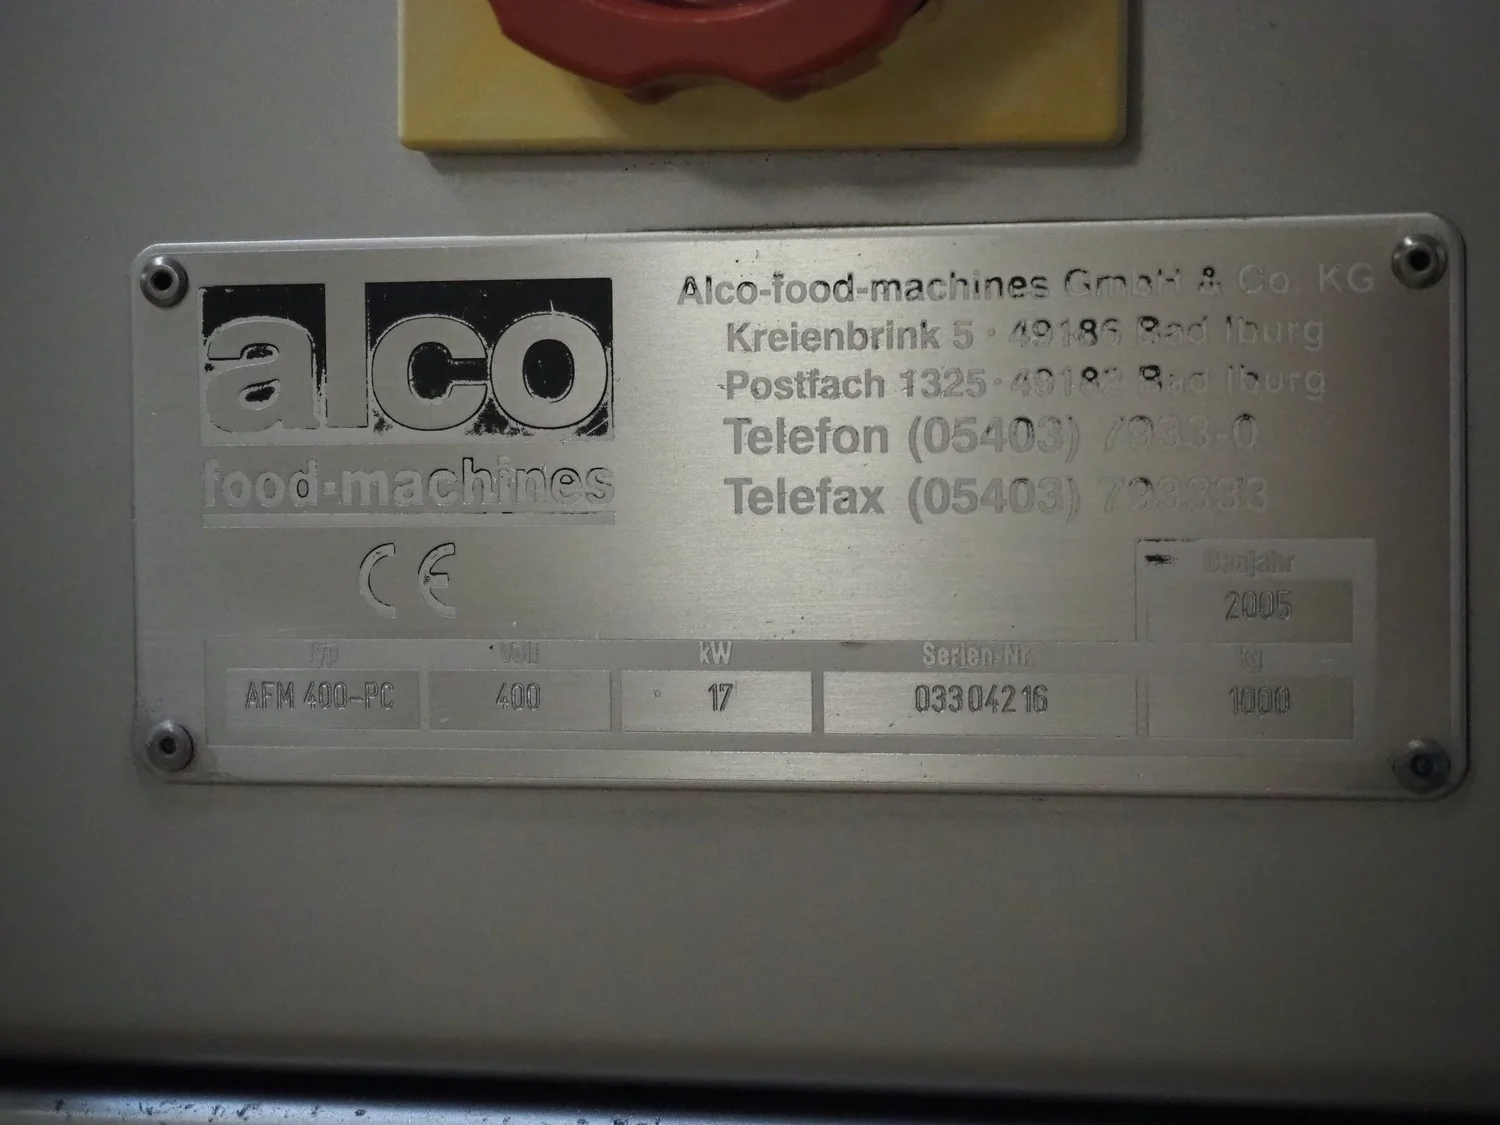 alco
food-machines
CE
Alco-food-machines GmbH & Co. KG
Kreienbrink 5 · 49186 Bad Iburg
Postfach 1325 · 49182 Bad Iburg
Telefon (05403) 7933-0
Telefax (05403) 793333
Baujahr
2005
Typ Volt kW Serien-Nr. kg
AFM 400-PC 400 17 03304216 1000